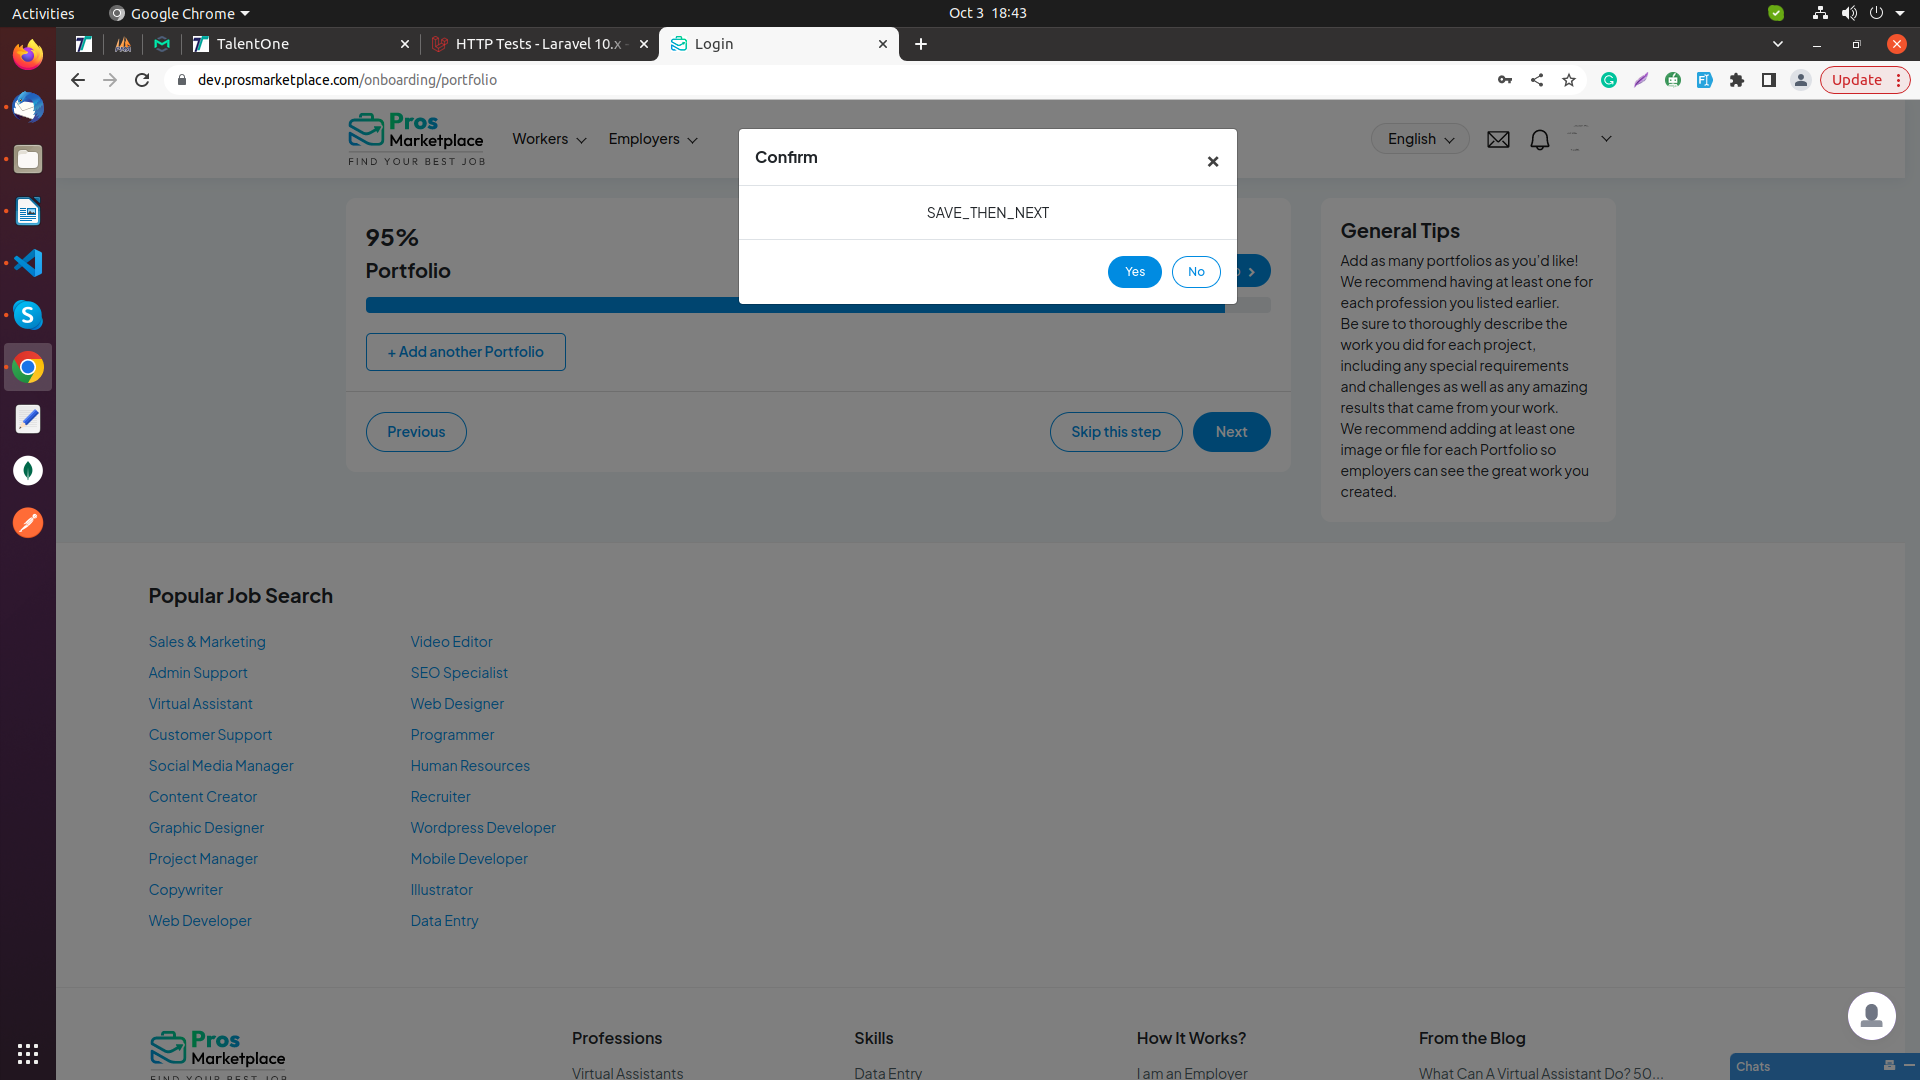 Activities
Google Chrome
Oct 3 18:43
TalentOne
HTTP Tests - Laravel 10.x -
Login
dev.prosmarketplace.com/onboarding/portfolio
Update
Pros
Marketplace
FIND YOUR BEST JOB
Workers
Employers
English
Confirm
SAVE_THEN_NEXT
Yes
No
95%
Portfolio
+ Add another Portfolio
Previous
Skip this step
Next
General Tips
Add as many portfolios as you'd like!
We recommend having at least one for
each profession you listed earlier.
Be sure to thoroughly describe the
work you did for each project,
including any special requirements
and challenges as well as any amazing
results that came from your work.
We recommend adding at least one
image or file for each Portfolio so
employers can see the great work you
created.
Popular Job Search
Sales & Marketing
Admin Support
Virtual Assistant
Customer Support
Social Media Manager
Content Creator
Graphic Designer
Project Manager
Copywriter
Web Developer
Video Editor
SEO Specialist
Web Designer
Programmer
Human Resources
Recruiter
Wordpress Developer
Mobile Developer
Illustrator
Data Entry
Pros
Marketplace
FIND YOUR BEST JOB
Professions
Virtual Assistants
Skills
Data Entry
How It Works?
I am an Employer
From the Blog
What Can A Virtual Assistant Do? 50...
Chats